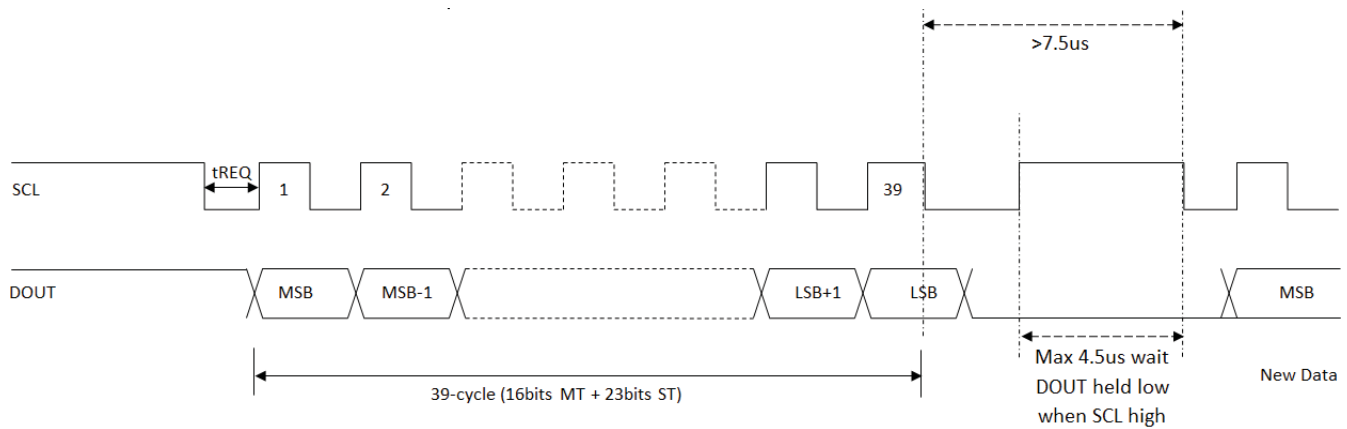 >7.5us
tREQ
SCL
1
2
39
DOUT
MSB
MSB-1
LSB+1
LSB
MSB
39-cycle (16bits MT + 23bits ST)
Max 4.5us wait
DOUT held low
when SCL high
New Data